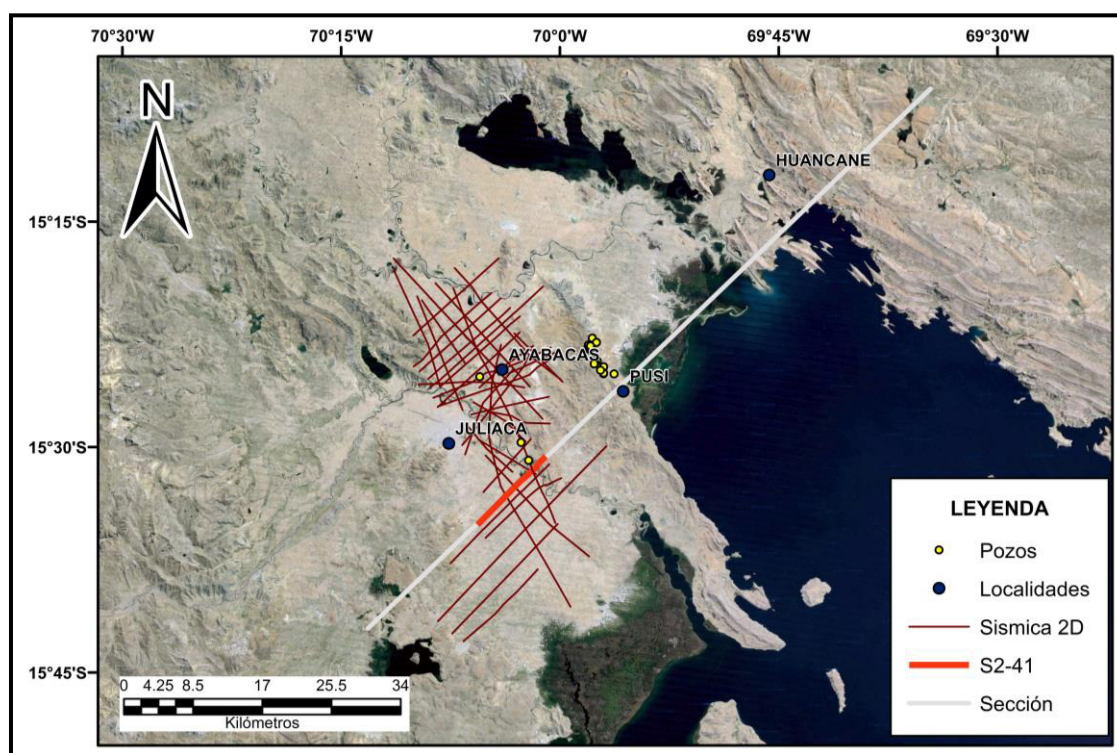 70°30'W 70°15'W 70°0'W 69°45'W 69°30'W
N
HUANCANE
15°15'S
AYABACAS
PUSI
JULIACA
15°30'S
LEYENDA
Pozos
Localidades
Sismica 2D
S2-41
Sección
15°45'S
0 4.25 8.5 17 25.5 34
Kilómetros